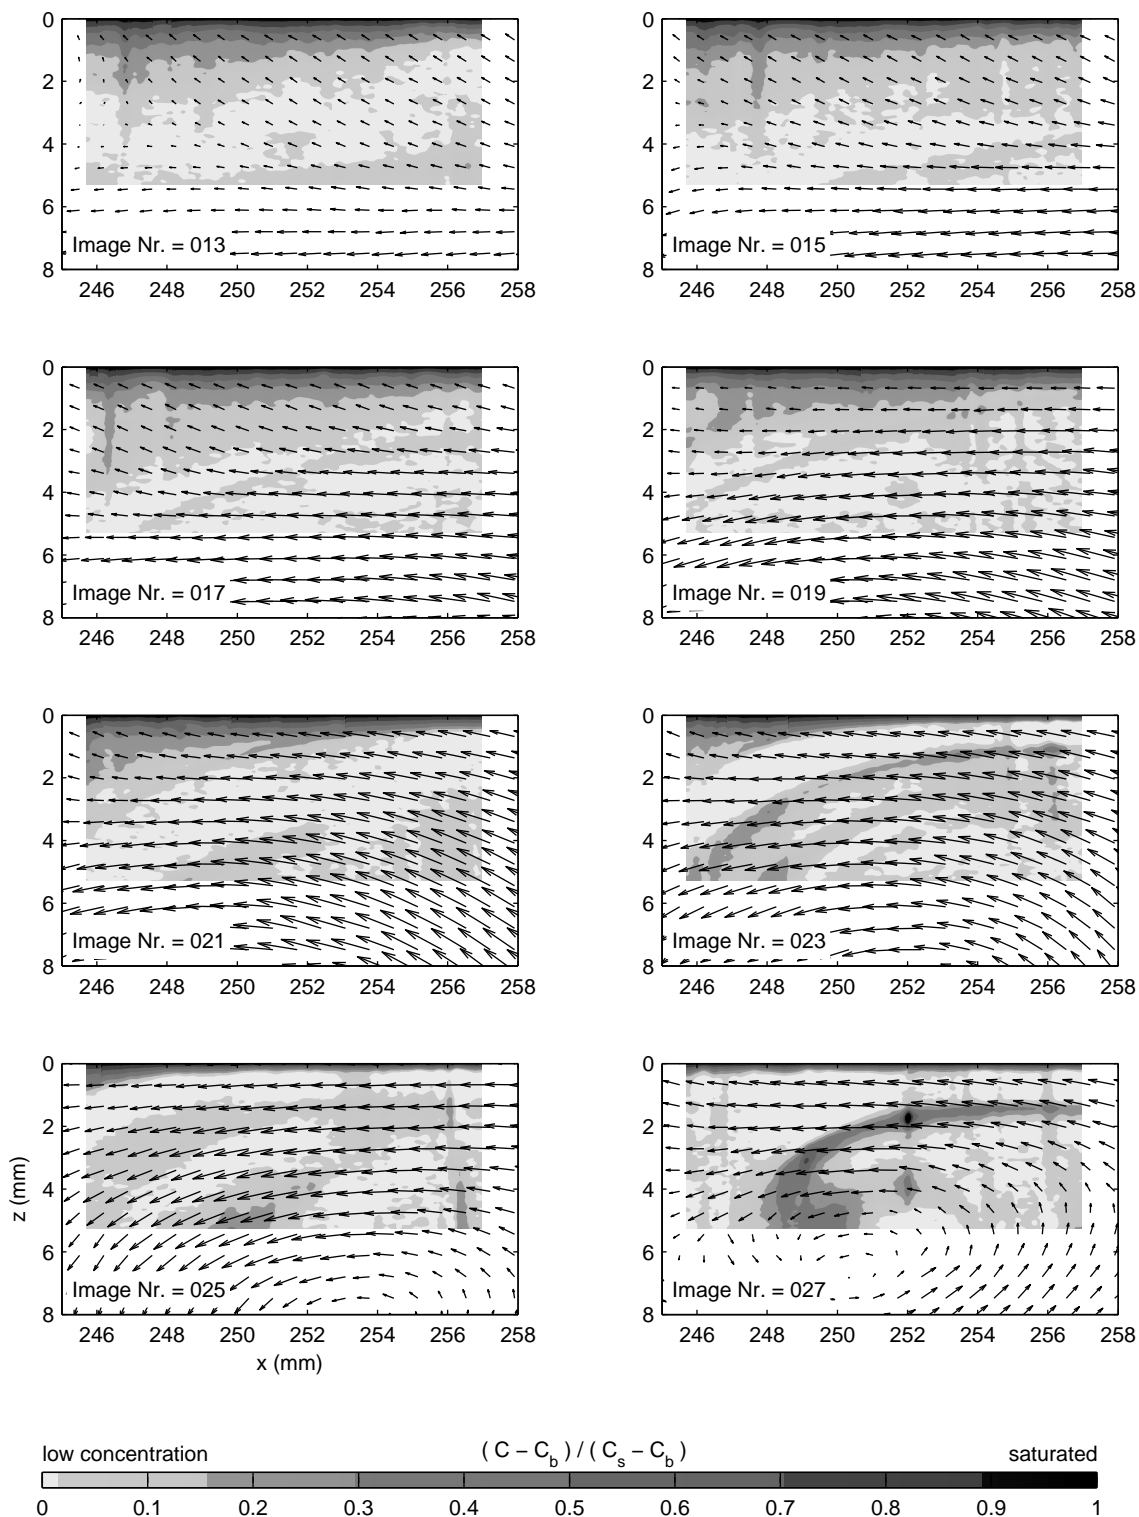 0
2
4
6
8
Image Nr. = 013
246 248 250 252 254 256 258
0
2
4
6
8
Image Nr. = 015
246 248 250 252 254 256 258
0
2
4
6
8
Image Nr. = 017
246 248 250 252 254 256 258
0
2
4
6
8
Image Nr. = 019
246 248 250 252 254 256 258
0
2
4
6
8
Image Nr. = 021
246 248 250 252 254 256 258
0
2
4
6
8
Image Nr. = 023
246 248 250 252 254 256 258
z (mm)
0
2
4
6
8
Image Nr. = 025
246 248 250 252 254 256 258
x (mm)
0
2
4
6
8
Image Nr. = 027
246 248 250 252 254 256 258
low concentration ( C − C_b ) / ( C_s − C_b ) saturated
0 0.1 0.2 0.3 0.4 0.5 0.6 0.7 0.8 0.9 1